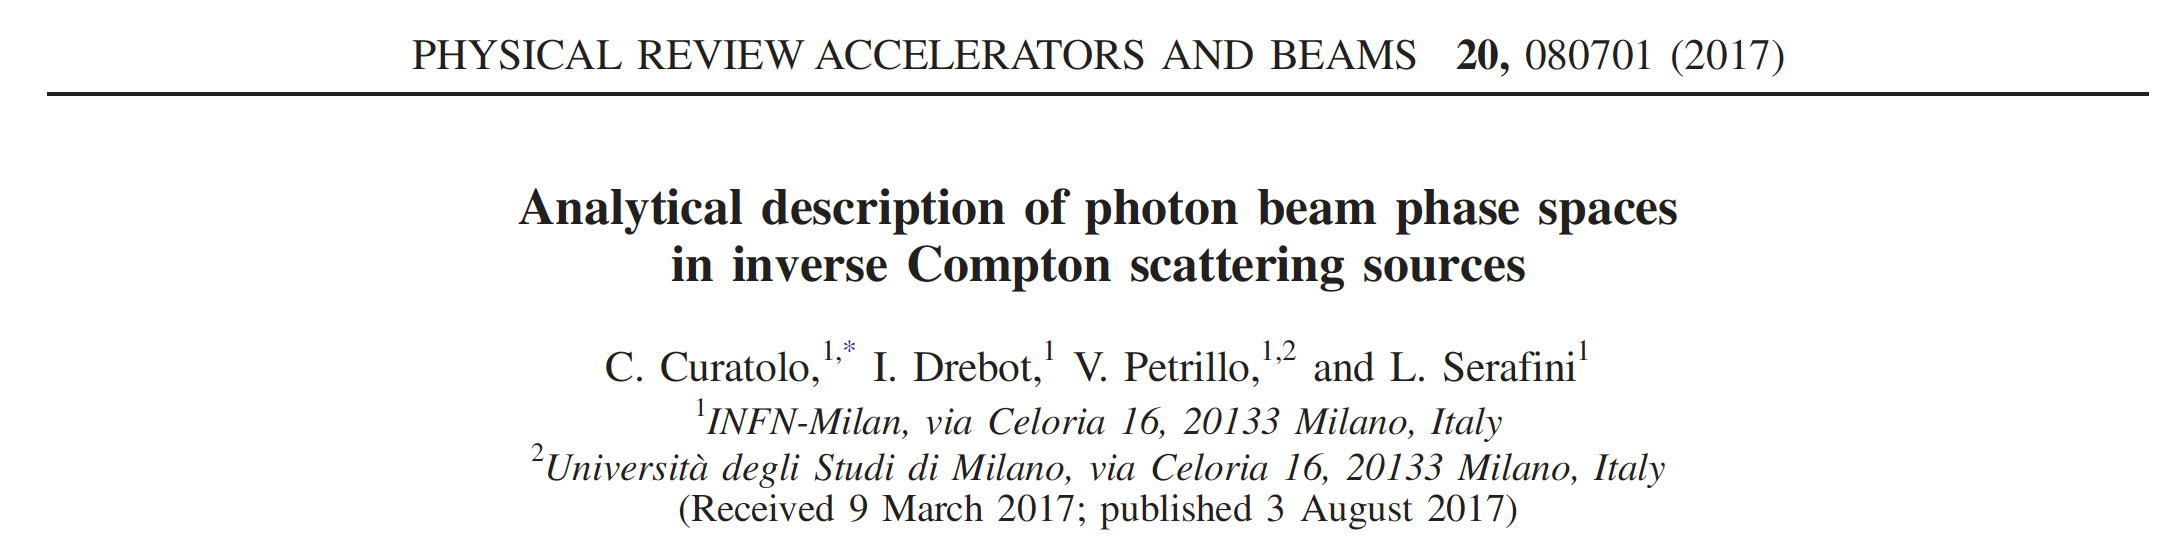 PHYSICAL REVIEW ACCELERATORS AND BEAMS 20, 080701 (2017)
Analytical description of photon beam phase spaces
in inverse Compton scattering sources
C. Curatolo,1,* I. Drebot,1 V. Petrillo,1,2 and L. Serafini1
1INFN-Milan, via Celoria 16, 20133 Milano, Italy
2Università degli Studi di Milano, via Celoria 16, 20133 Milano, Italy
(Received 9 March 2017; published 3 August 2017)